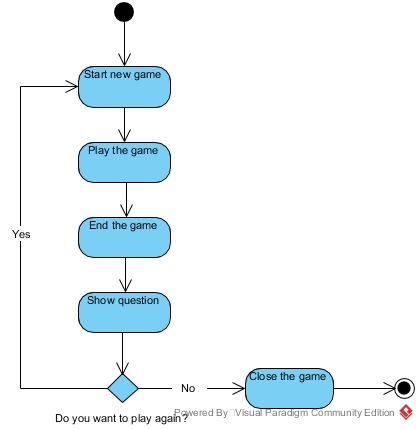 Start new game
Play the game
End the game
Yes
Show question
Close the game
No
Do you want to play again?
Powered By Visual Paradigm Community Edition